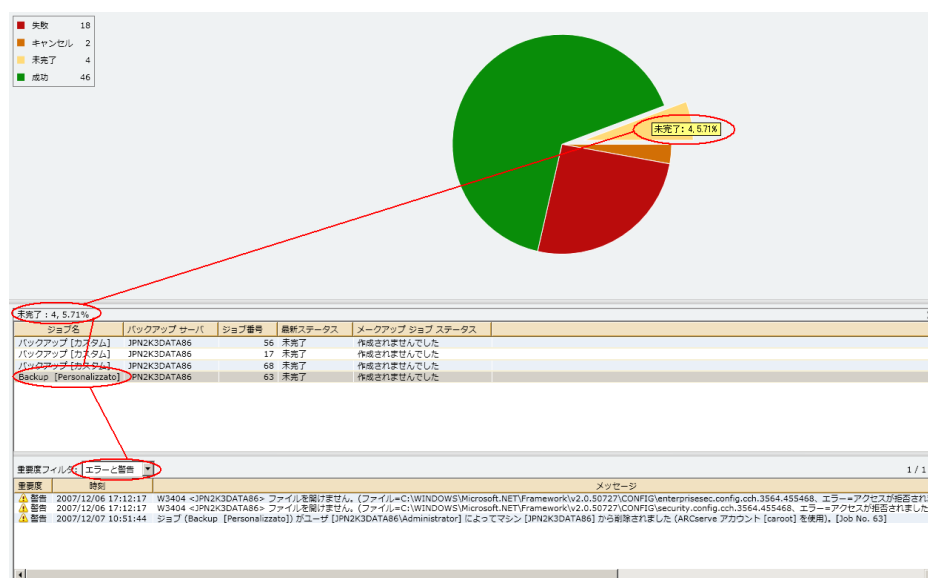 失敗 18
キャンセル 2
未完了 4
成功 46
未完了: 4, 5.71%
未完了 : 4, 5.71%
ジョブ名 バックアップ サーバ ジョブ番号 最新ステータス メークアップ ジョブ ステータス
バックアップ [カスタム] JPN2K3DATA86 56 未完了 作成されませんでした
バックアップ [カスタム] JPN2K3DATA86 17 未完了 作成されませんでした
バックアップ [カスタム] JPN2K3DATA86 68 未完了 作成されませんでした
Backup [Personalizzato] JPN2K3DATA86 63 未完了 作成されませんでした
重要度フィルタ: エラーと警告 1 / 1
重要度 時刻 メッセージ
警告 2007/12/06 17:12:17 W3404 <JPN2K3DATA86> ファイルを開けません。(ファイル=C:\WINDOWS\Microsoft.NET\Framework\v2.0.50727\CONFIG\enterprisesec.config.cch.3564.455468、エラー=アクセスが拒否され
警告 2007/12/06 17:12:17 W3404 <JPN2K3DATA86> ファイルを開けません。(ファイル=C:\WINDOWS\Microsoft.NET\Framework\v2.0.50727\CONFIG\security.config.cch.3564.455468、エラー=アクセスが拒否されました
警告 2007/12/07 10:51:44 ジョブ (Backup [Personalizzato]) がユーザ [JPN2K3DATA86\Administrator] によってマシン [JPN2K3DATA86] から削除されました (ARCserve アカウント [caroot] を使用)。[Job No. 63]